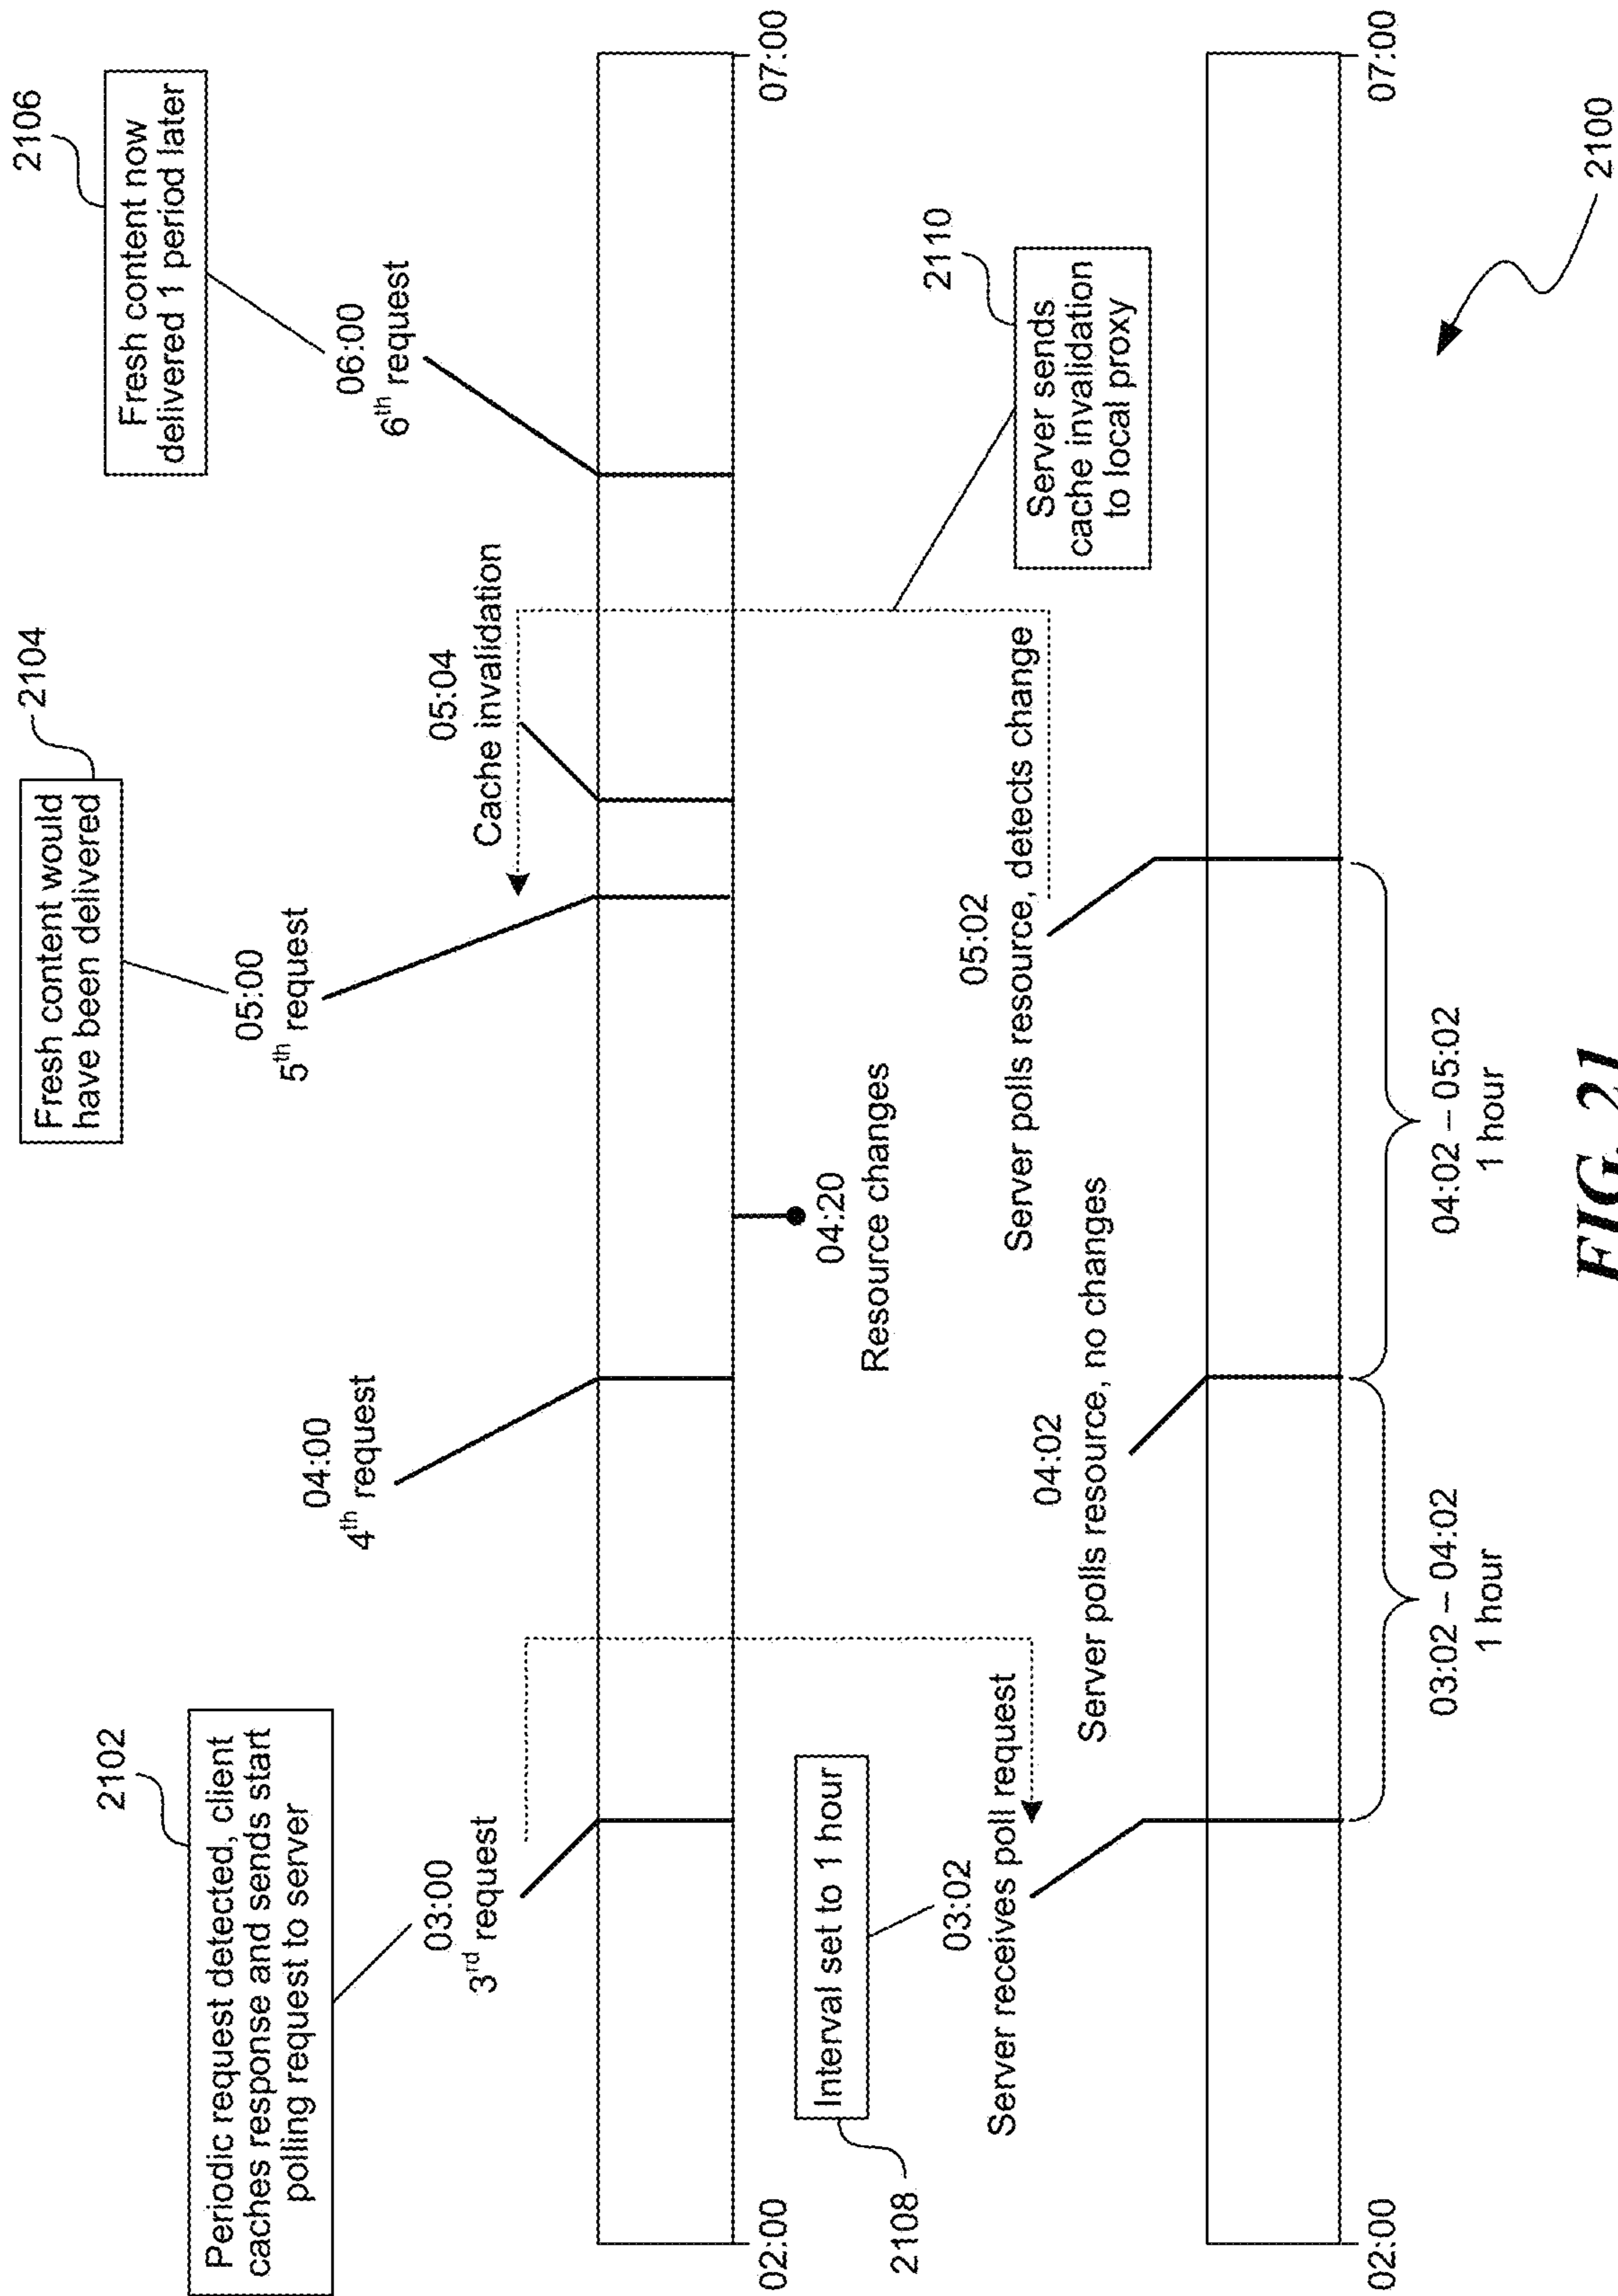 2102
Periodic request detected, client
caches response and sends start
polling request to server
2104
Fresh content would
have been delivered
2106
Fresh content now
delivered 1 period later
03:00
3rd request
04:00
4th request
05:00
5th request
05:04
Cache invalidation
06:00
6th request
02:00
07:00
04:20
Resource changes
2108
Interval set to 1 hour
03:02
Server receives poll request
04:02
Server polls resource, no changes
05:02
Server polls resource, detects change
2110
Server sends
cache invalidation
to local proxy
02:00
07:00
03:02 – 04:02
1 hour
04:02 – 05:02
1 hour
2100
FIG. 21